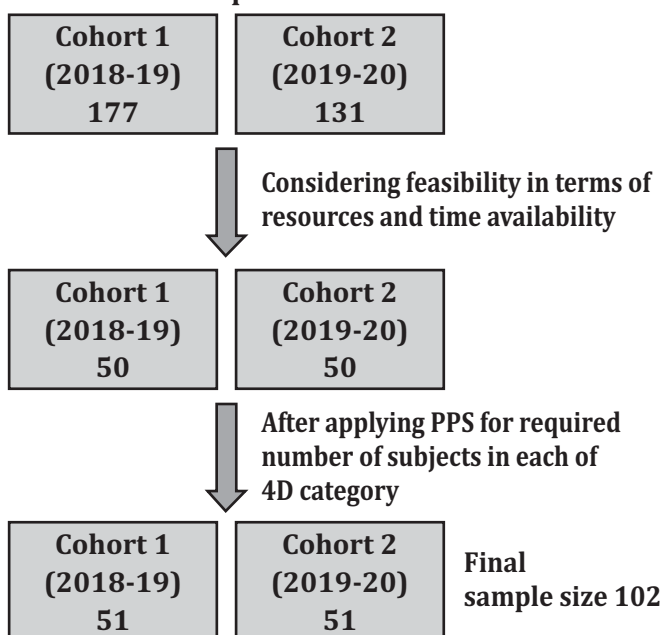 Cohort 1
(2018-19)
177
Cohort 2
(2019-20)
131
Considering feasibility in terms of
resources and time availability
Cohort 1
(2018-19)
50
Cohort 2
(2019-20)
50
After applying PPS for required
number of subjects in each of
4D category
Cohort 1
(2018-19)
51
Cohort 2
(2019-20)
51
Final
sample size 102